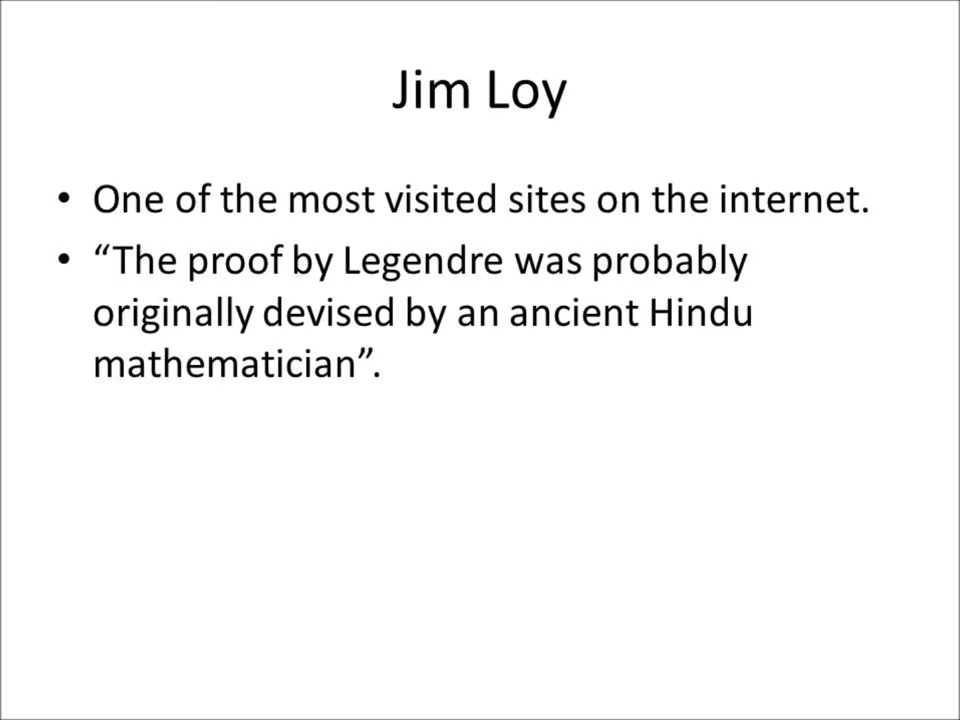 Jim Loy
• One of the most visited sites on the internet.
• “The proof by Legendre was probably
originally devised by an ancient Hindu
mathematician”.